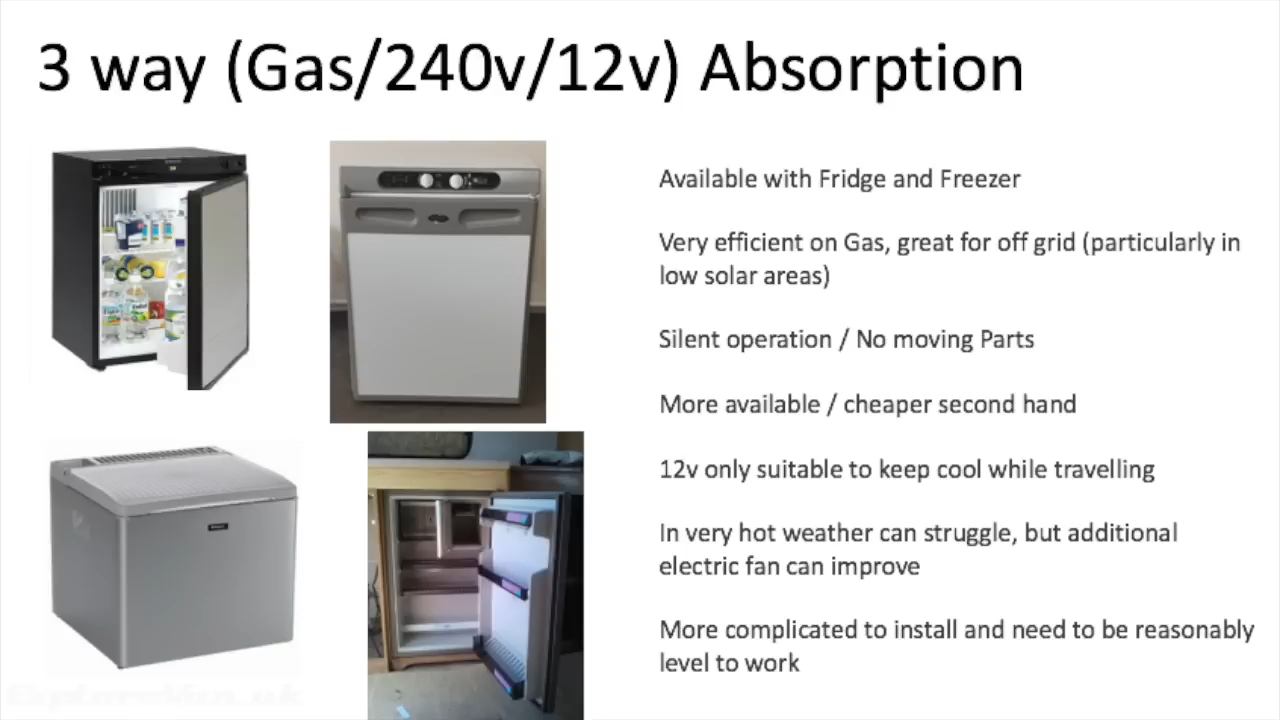 3 way (Gas/240v/12v) Absorption
Available with Fridge and Freezer
Very efficient on Gas, great for off grid (particularly in
low solar areas)
Silent operation / No moving Parts
More available / cheaper second hand
12v only suitable to keep cool while travelling
In very hot weather can struggle, but additional
electric fan can improve
More complicated to install and need to be reasonably
level to work